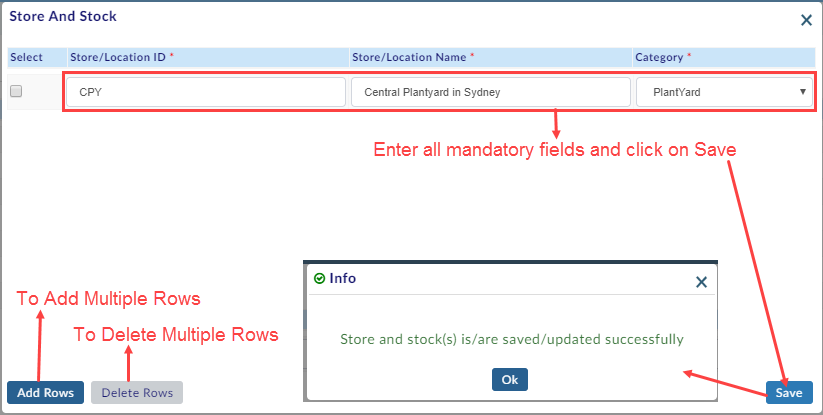 Store And Stock
Select Store/Location ID * Store/Location Name * Category *
CPY Central Plantyard in Sydney PlantYard
Enter all mandatory fields and click on Save
Info
To Add Multiple Rows
To Delete Multiple Rows
Store and stock(s) is/are saved/updated successfully
Ok
Add Rows Delete Rows Save